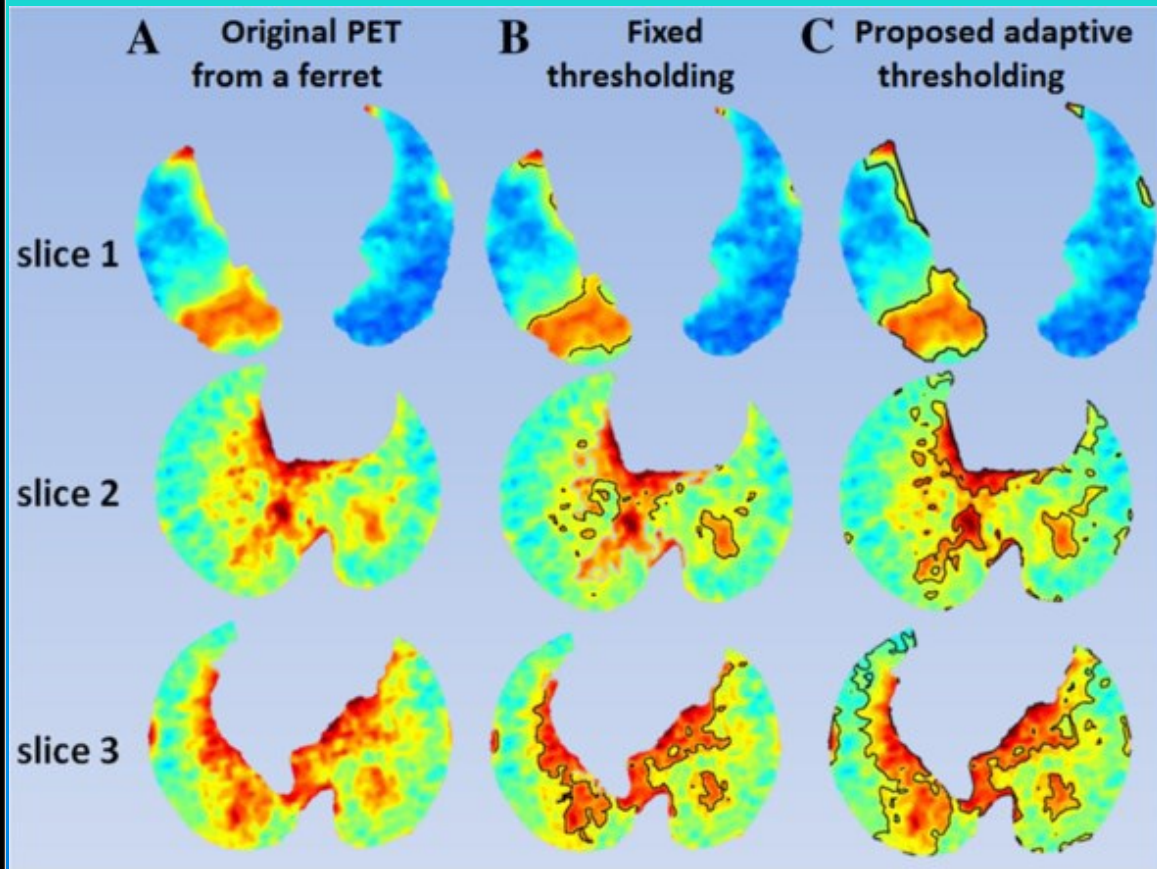 A Original PET from a ferret
B Fixed thresholding
C Proposed adaptive thresholding
slice 1
slice 2
slice 3